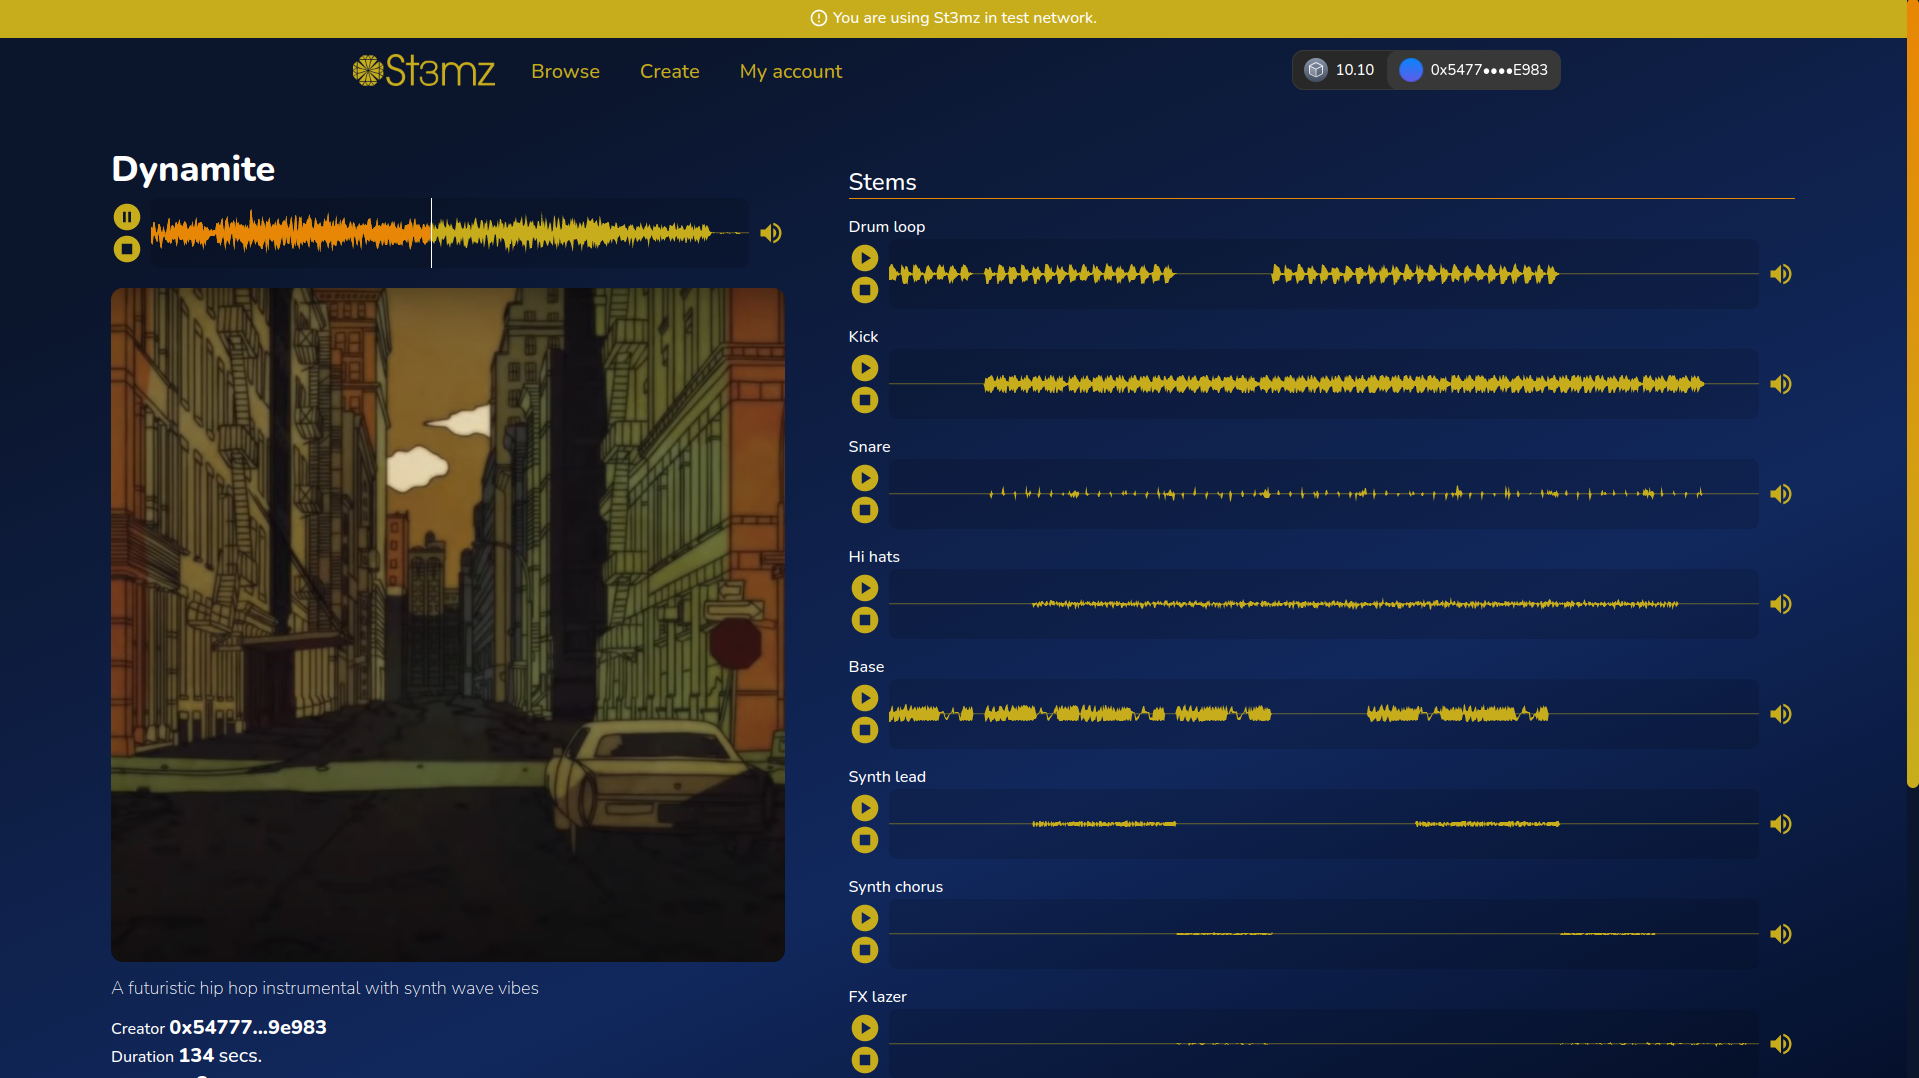 You are using St3mz in test network.
St3mz Browse Create My account
10.10 0x5477••••E983
Dynamite
A futuristic hip hop instrumental with synth wave vibes
Creator 0x54777...9e983
Duration 134 secs.
Stems
Drum loop
Kick
Snare
Hi hats
Base
Synth lead
Synth chorus
FX lazer